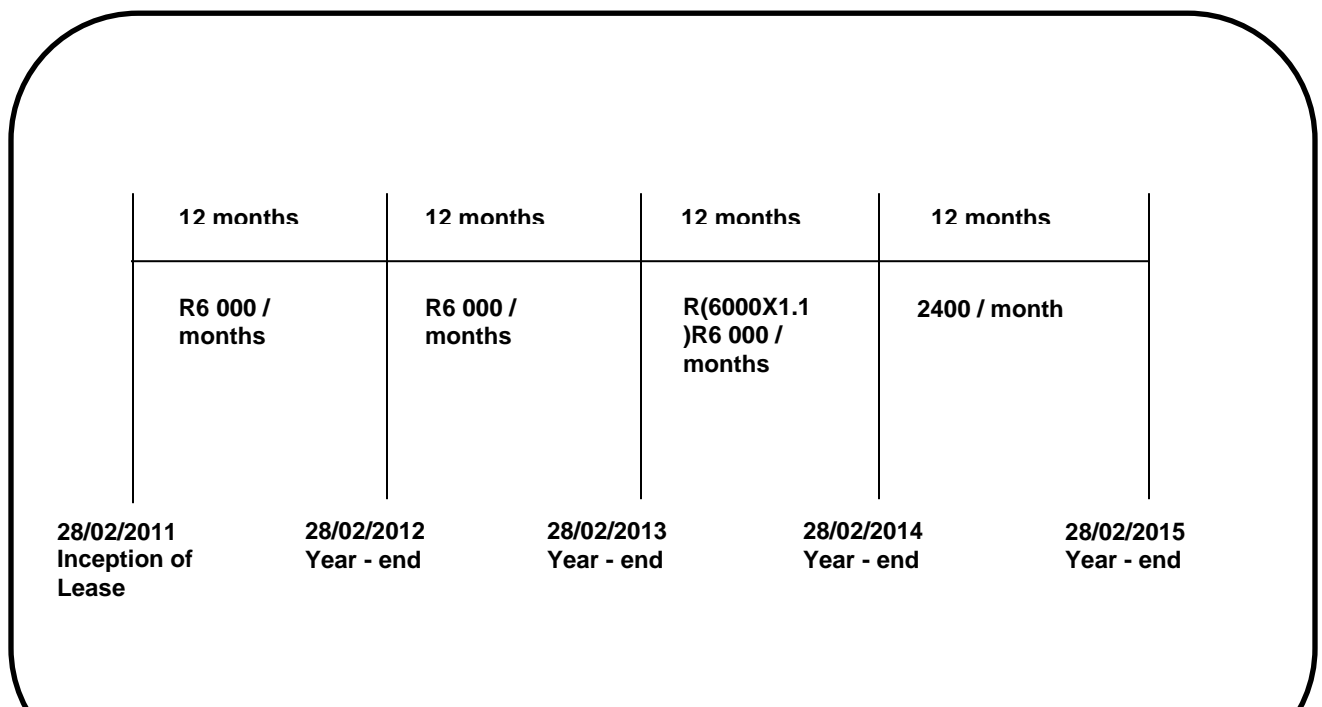 12 months 12 months 12 months 12 months
R6 000 /
months
R6 000 /
months
R(6000X1.1
)R6 000 /
months
2400 / month
28/02/2011
Inception of
Lease
28/02/2012
Year - end
28/02/2013
Year - end
28/02/2014
Year - end
28/02/2015
Year - end